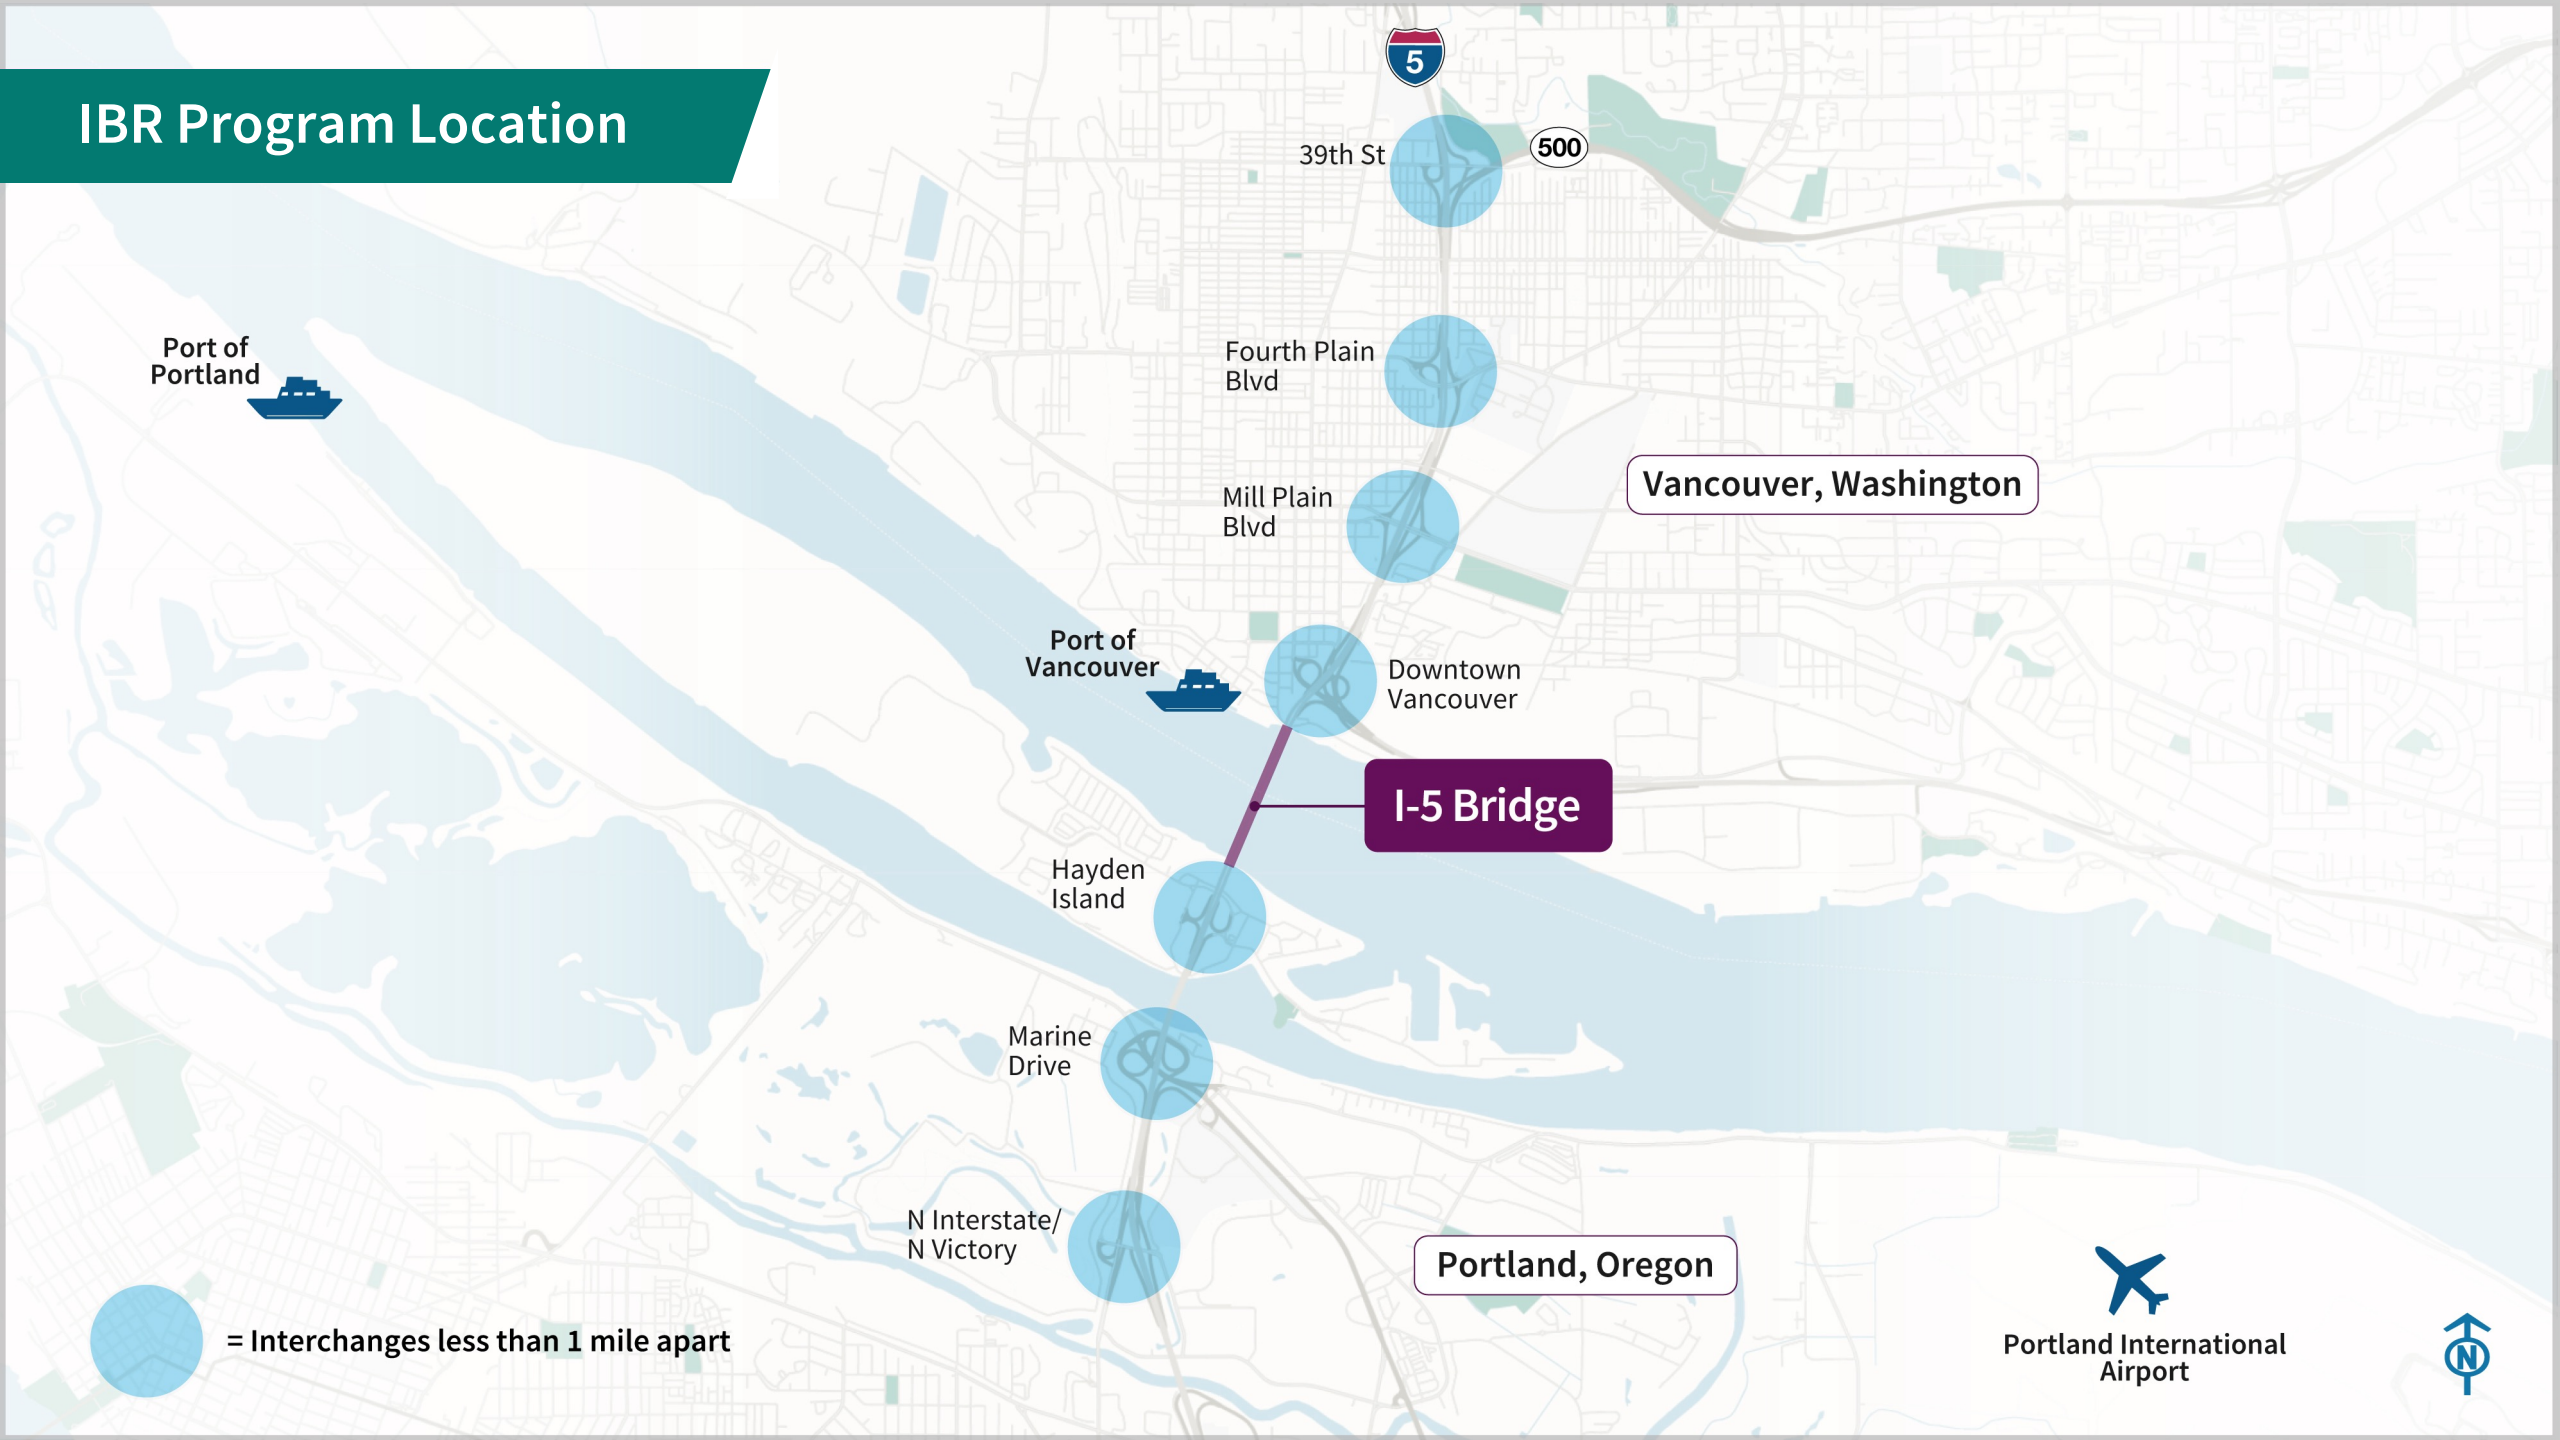 IBR Program Location
5
39th St
500
Port of
Portland
Fourth Plain
Blvd
Mill Plain
Blvd
Vancouver, Washington
Port of
Vancouver
Downtown
Vancouver
I-5 Bridge
Hayden
Island
Marine
Drive
N Interstate/
N Victory
Portland, Oregon
= Interchanges less than 1 mile apart
Portland International
Airport
N